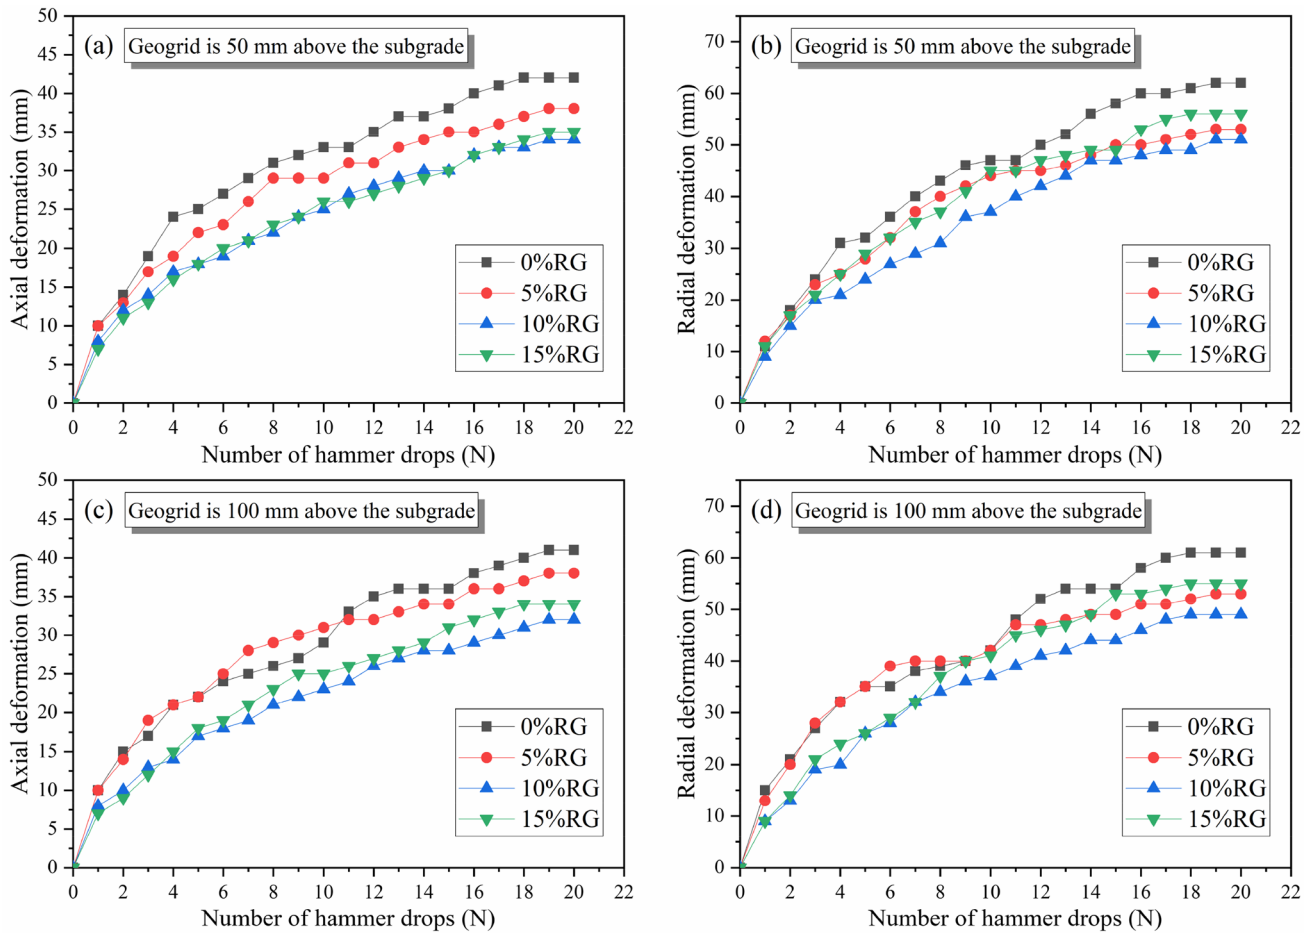 (a) Geogrid is 50 mm above the subgrade
Axial deformation (mm)
50
45
40
35
30
25
20
15
10
5
0
0%RG
5%RG
10%RG
15%RG
0 2 4 6 8 10 12 14 16 18 20 22
Number of hammer drops (N)
(b) Geogrid is 50 mm above the subgrade
Radial deformation (mm)
70
60
50
40
30
20
10
0
0%RG
5%RG
10%RG
15%RG
0 2 4 6 8 10 12 14 16 18 20 22
Number of hammer drops (N)
(c) Geogrid is 100 mm above the subgrade
Axial deformation (mm)
50
45
40
35
30
25
20
15
10
5
0
0%RG
5%RG
10%RG
15%RG
0 2 4 6 8 10 12 14 16 18 20 22
Number of hammer drops (N)
(d) Geogrid is 100 mm above the subgrade
Radial deformation (mm)
70
60
50
40
30
20
10
0
0%RG
5%RG
10%RG
15%RG
0 2 4 6 8 10 12 14 16 18 20 22
Number of hammer drops (N)